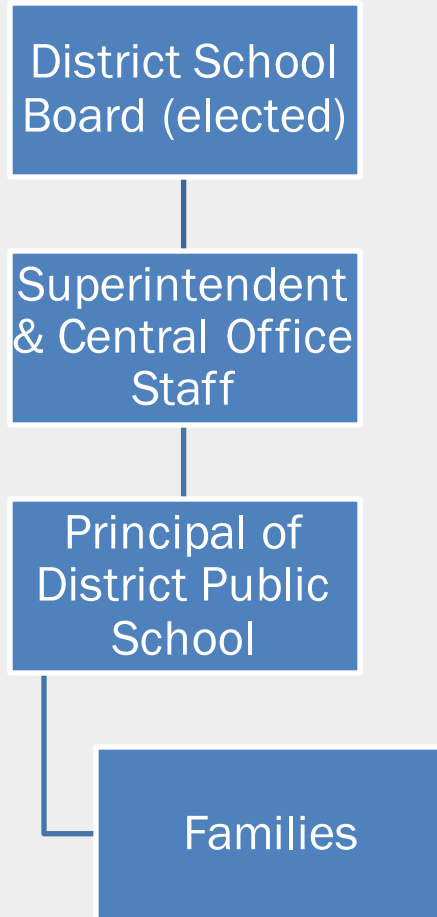 District School
Board (elected)
Superintendent
& Central Office
Staff
Principal of
District Public
School
Families